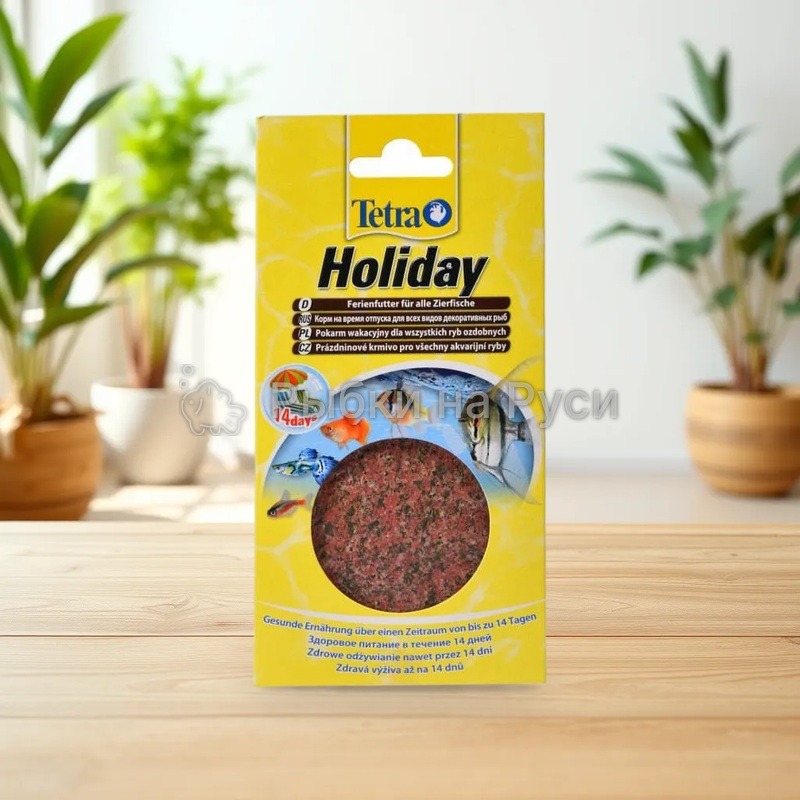 Tetra
Holiday
D Ferienfutter für alle Zierfische
RUS Корм на время отпуска для всех видов декоративных рыб
PL Pokarm wakacyjny dla wszystkich ryb ozdobnych
CZ Prázdninové krmivo pro všechny akvarijní ryby
Рыбки на Руси
14days
Gesunde Ernährung über einen Zeitraum von bis zu 14 Tagen
Здоровое питание в течение 14 дней
Zdrowe odżywianie nawet przez 14 dni
Zdravá výživa až na 14 dnů